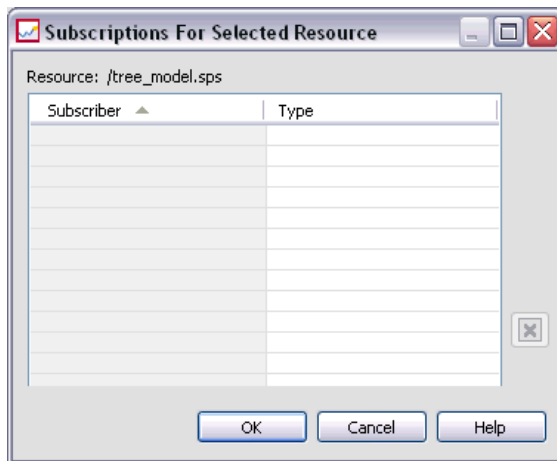 Subscriptions For Selected Resource
Resource: /tree_model.sps
Subscriber Type
OK Cancel Help